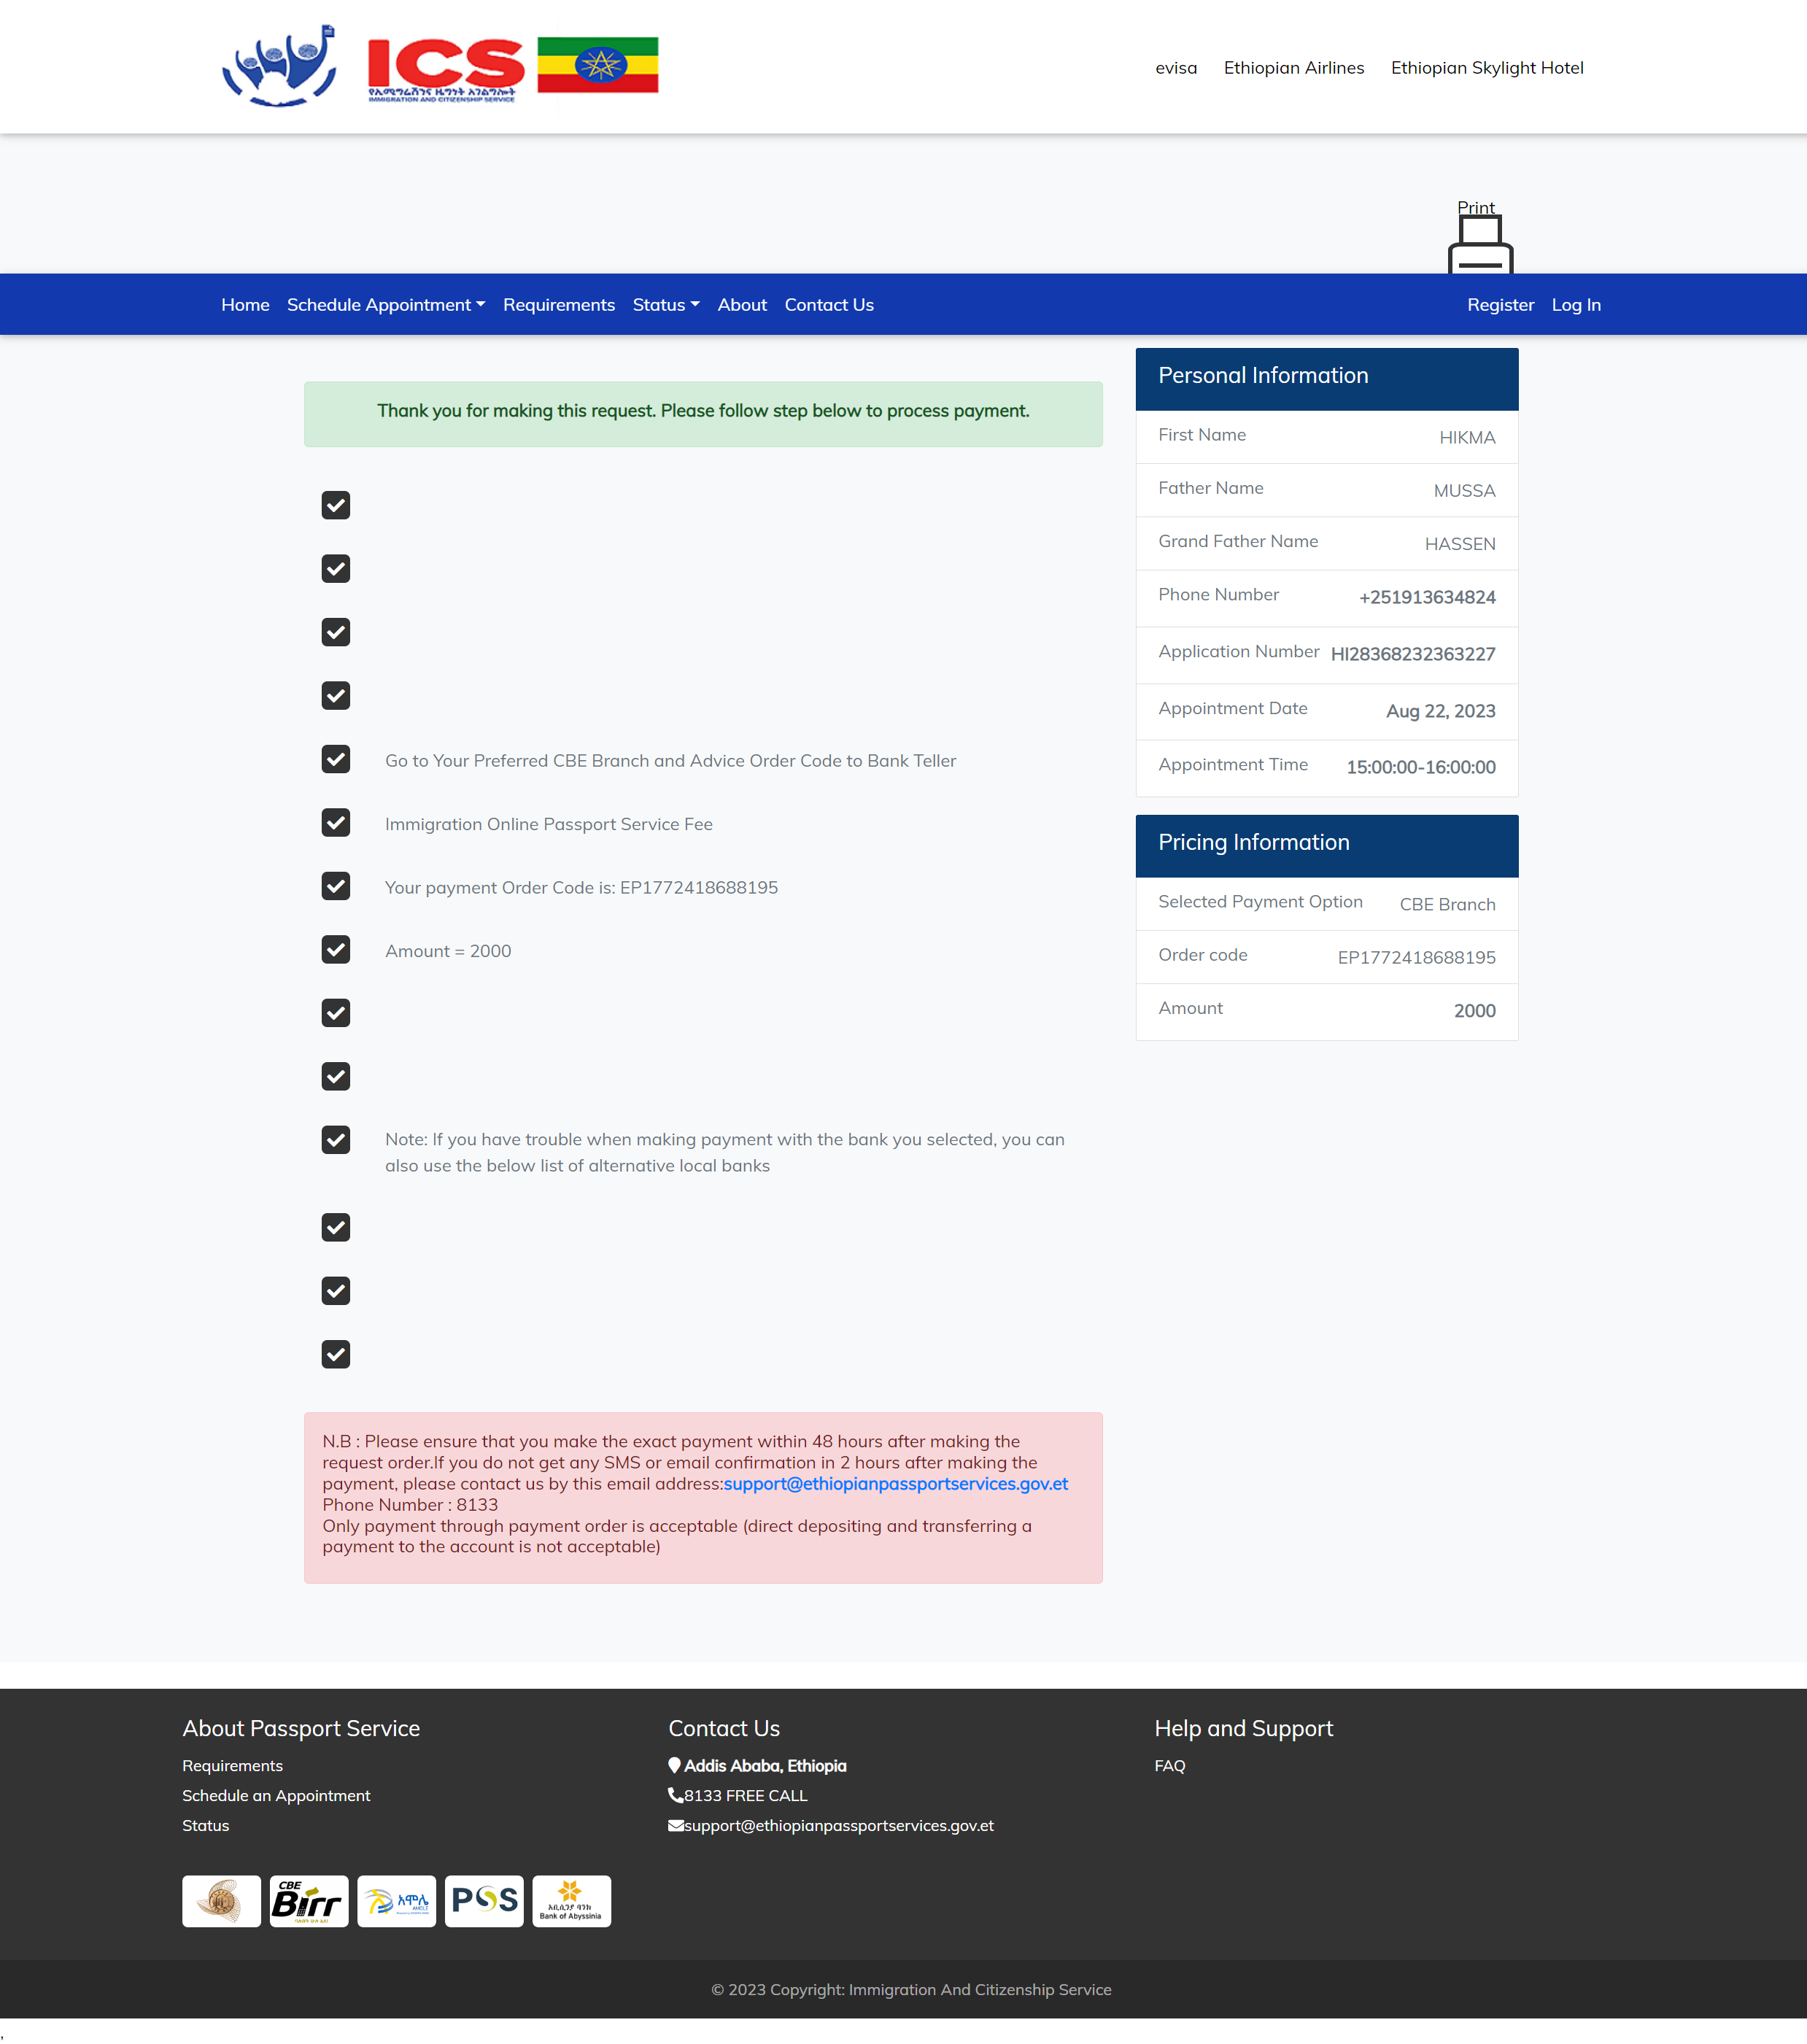 ICS
የኢሚግሬሽንና ዜግነት አገልግሎት
IMMIGRATION AND CITIZENSHIP SERVICE
evisa Ethiopian Airlines Ethiopian Skylight Hotel
Print
Home Schedule Appointment Requirements Status About Contact Us Register Log In
Thank you for making this request. Please follow step below to process payment.
Go to Your Preferred CBE Branch and Advice Order Code to Bank Teller
Immigration Online Passport Service Fee
Your payment Order Code is: EP1772418688195
Amount = 2000
Note: If you have trouble when making payment with the bank you selected, you can
also use the below list of alternative local banks
N.B : Please ensure that you make the exact payment within 48 hours after making the
request order.If you do not get any SMS or email confirmation in 2 hours after making the
payment, please contact us by this email address:support@ethiopianpassportservices.gov.et
Phone Number : 8133
Only payment through payment order is acceptable (direct depositing and transferring a
payment to the account is not acceptable)
Personal Information
First Name HIKMA
Father Name MUSSA
Grand Father Name HASSEN
Phone Number +251913634824
Application Number HI28368232363227
Appointment Date Aug 22, 2023
Appointment Time 15:00:00-16:00:00
Pricing Information
Selected Payment Option CBE Branch
Order code EP1772418688195
Amount 2000
About Passport Service
Requirements
Schedule an Appointment
Status
Contact Us
Addis Ababa, Ethiopia
8133 FREE CALL
support@ethiopianpassportservices.gov.et
Help and Support
FAQ
CBE
Birr
አሞሌ
AMOLE
POS
አቢሲንያ ባንክ
Bank of Abyssinia
© 2023 Copyright: Immigration And Citizenship Service
,